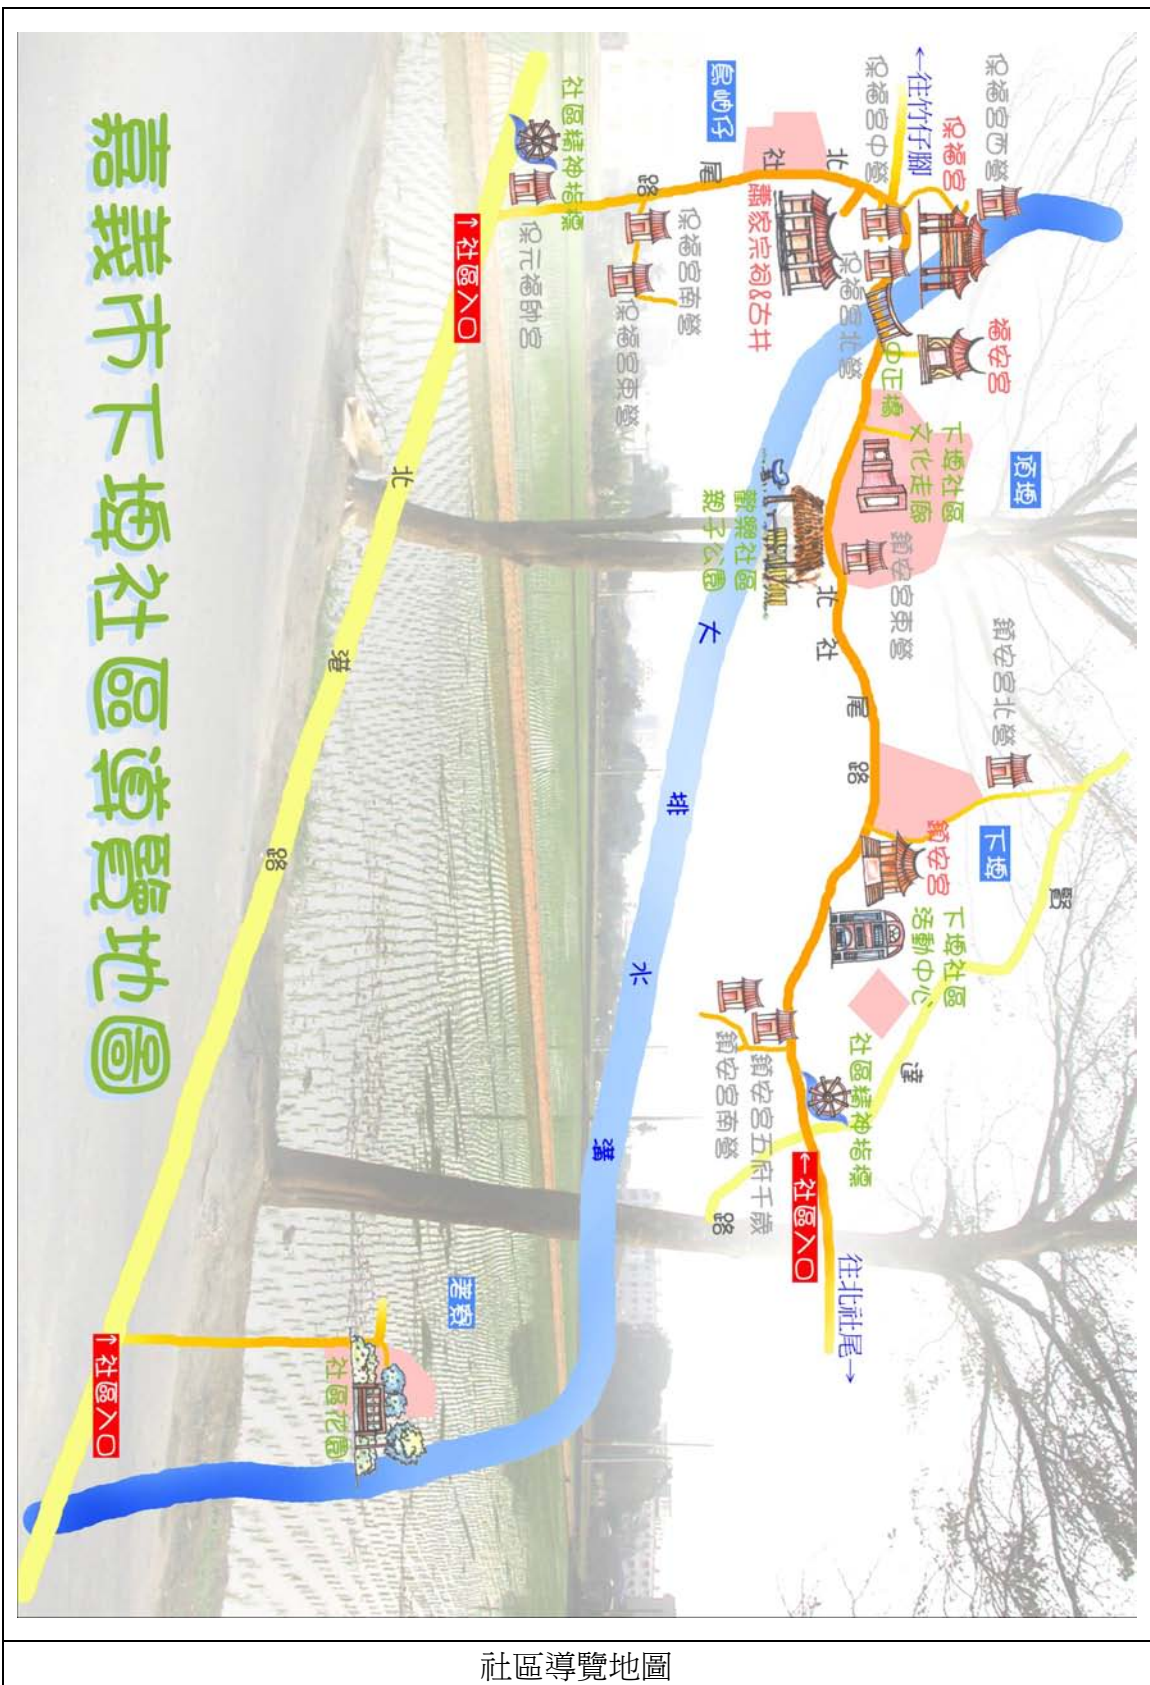 ←往竹仔腳
保福宮西營
保福宮
保福宮中營
北社尾路
蕭家宗祠&古井
保福宮北營
中正橋
福安宮
頂埤
下埤社區
文化走廊
鎮安宮東營
歡樂社區
親子公園
北社尾路
鎮安宮北營
下埤
鎮安宮
下埤社區
活動中心
賢達路
社區精神指標
鎮安宮五府千歲
鎮安宮南營
←社區入口
往北社尾→
大排水溝
社區精神指標
保元福帥宮
↑社區入口
保福宮南營
保福宮東營
北港路
荖寮
社區花園
↑社區入口
嘉義市下埤社區導覽地圖
社區導覽地圖